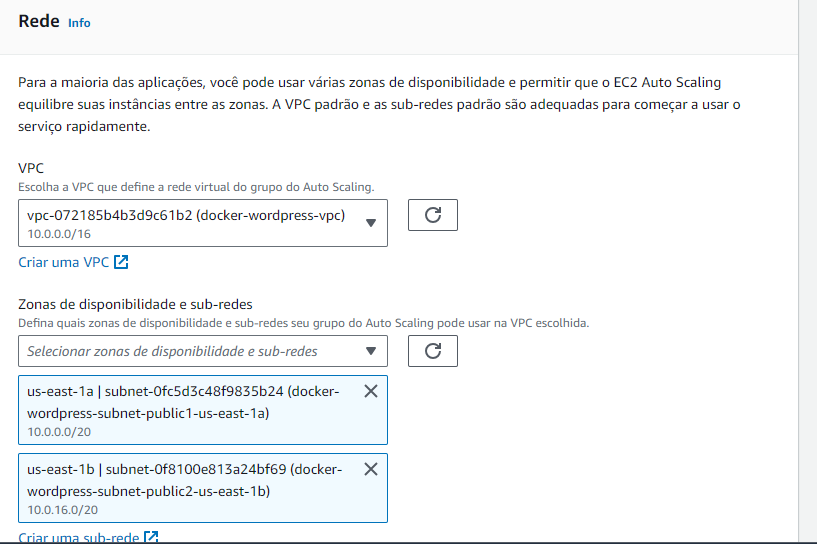 Rede Info
Para a maioria das aplicações, você pode usar várias zonas de disponibilidade e permitir que o EC2 Auto Scaling
equilibre suas instâncias entre as zonas. A VPC padrão e as sub-redes padrão são adequadas para começar a usar o
serviço rapidamente.
VPC
Escolha a VPC que define a rede virtual do grupo do Auto Scaling.
vpc-072185b4b3d9c61b2 (docker-wordpress-vpc)
10.0.0.0/16
Criar uma VPC
Zonas de disponibilidade e sub-redes
Defina quais zonas de disponibilidade e sub-redes seu grupo do Auto Scaling pode usar na VPC escolhida.
Selecionar zonas de disponibilidade e sub-redes
us-east-1a | subnet-0fc5d3c48f9835b24 (docker-
wordpress-subnet-public1-us-east-1a)
10.0.0.0/20
us-east-1b | subnet-0f8100e813a24bf69 (docker-
wordpress-subnet-public2-us-east-1b)
10.0.16.0/20
Criar uma sub-rede